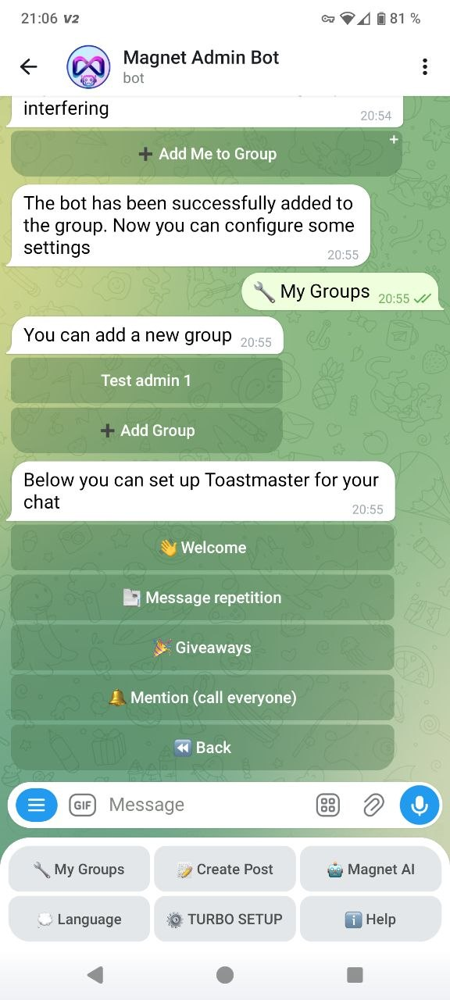 21:06 V2
81 %
Magnet Admin Bot
bot
interfering
20:54
➕ Add Me to Group
The bot has been successfully added to
the group. Now you can configure some
settings
20:55
🔧 My Groups 20:55
You can add a new group 20:55
Test admin 1
➕ Add Group
Below you can set up Toastmaster for your
chat
20:55
👋 Welcome
Message repetition
🎉 Giveaways
🔔 Mention (call everyone)
⏪ Back
GIF Message
🔧 My Groups
📝 Create Post
🤖 Magnet AI
💭 Language
⚙️ TURBO SETUP
ℹ️ Help